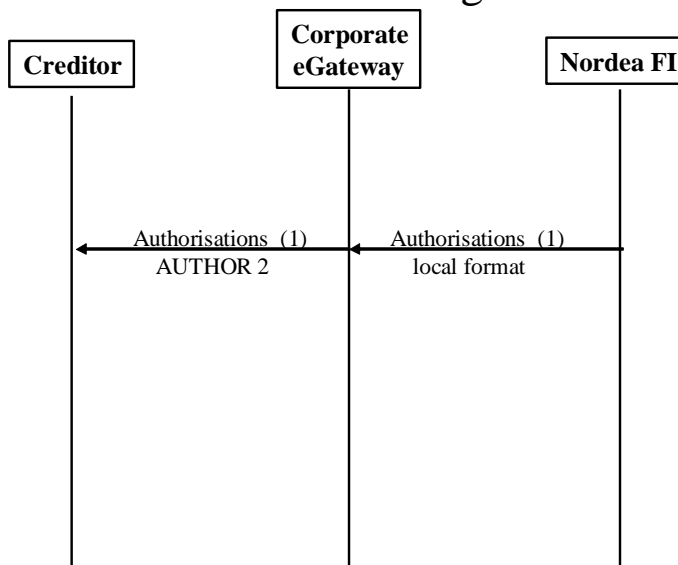 Corporate
eGateway
Creditor
Nordea FI
Authorisations (1)
AUTHOR 2
Authorisations (1)
local format